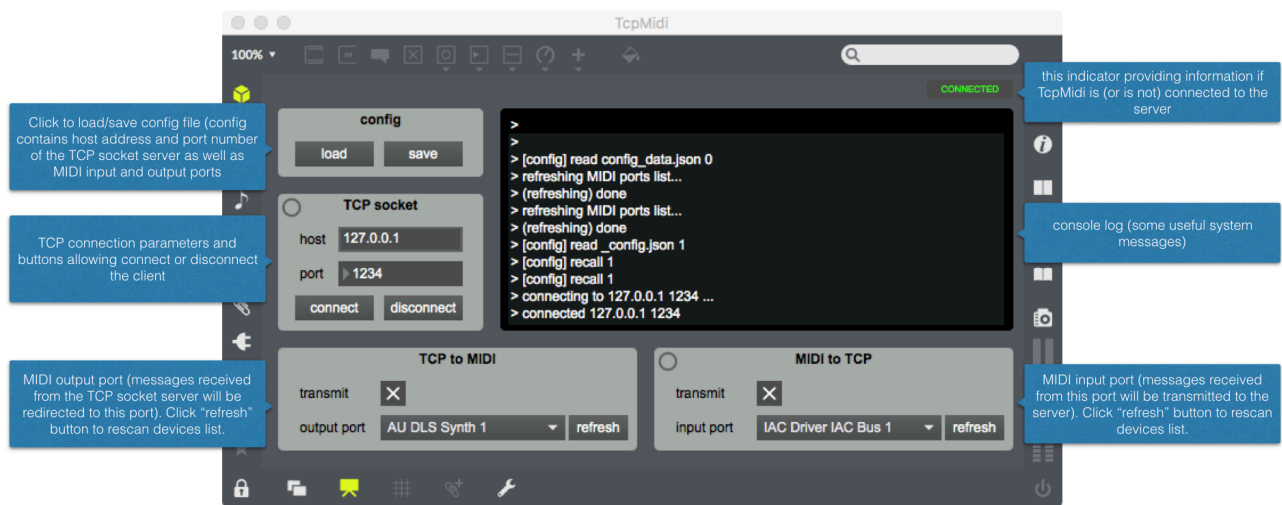 TcpMidi
100%
CONNECTED
this indicator providing information if
TcpMidi is (or is not) connected to the
server
Click to load/save config file (config
contains host address and port number
of the TCP socket server as well as
MIDI input and output ports
config
load save
>
>
> [config] read config_data.json 0
> refreshing MIDI ports list...
> (refreshing) done
> refreshing MIDI ports list...
> (refreshing) done
> [config] read _config.json 1
> [config] recall 1
> [config] recall 1
> connecting to 127.0.0.1 1234 ...
> connected 127.0.0.1 1234
TCP connection parameters and
buttons allowing connect or disconnect
the client
TCP socket
host 127.0.0.1
port 1234
connect disconnect
console log (some useful system
messages)
MIDI output port (messages received
from the TCP socket server will be
redirected to this port). Click “refresh”
button to rescan devices list.
TCP to MIDI
transmit
output port AU DLS Synth 1 refresh
MIDI to TCP
transmit
input port IAC Driver IAC Bus 1 refresh
MIDI input port (messages received
from this port will be transmitted to the
server). Click “refresh” button to rescan
devices list.